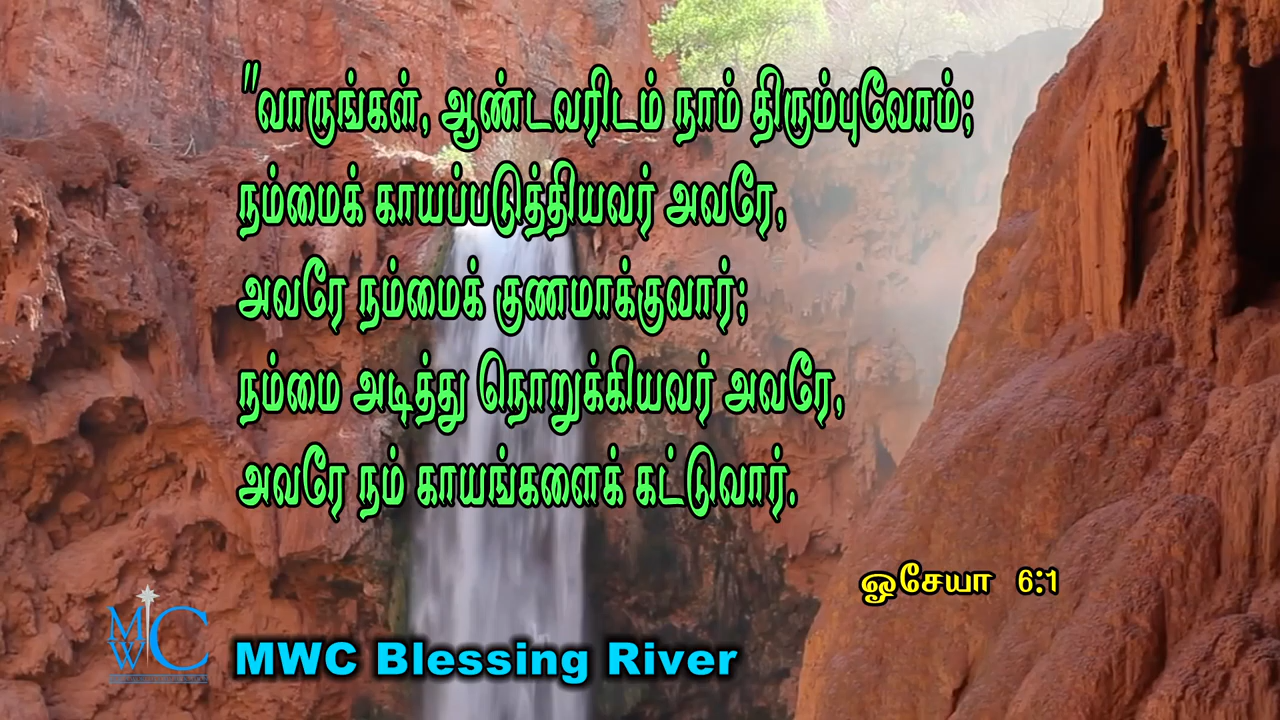 "வாருங்கள், ஆண்டவரிடம் நாம் திரும்புவோம்;
நம்மைக் காயப்படுத்தியவர் அவரே,
அவரே நம்மைக் குணமாக்குவார்;
நம்மை அடித்து நொறுக்கியவர் அவரே,
அவரே நம் காயங்களைக் கட்டுவார்.
ஓசேயா 6:1
MWC
MWC Blessing River